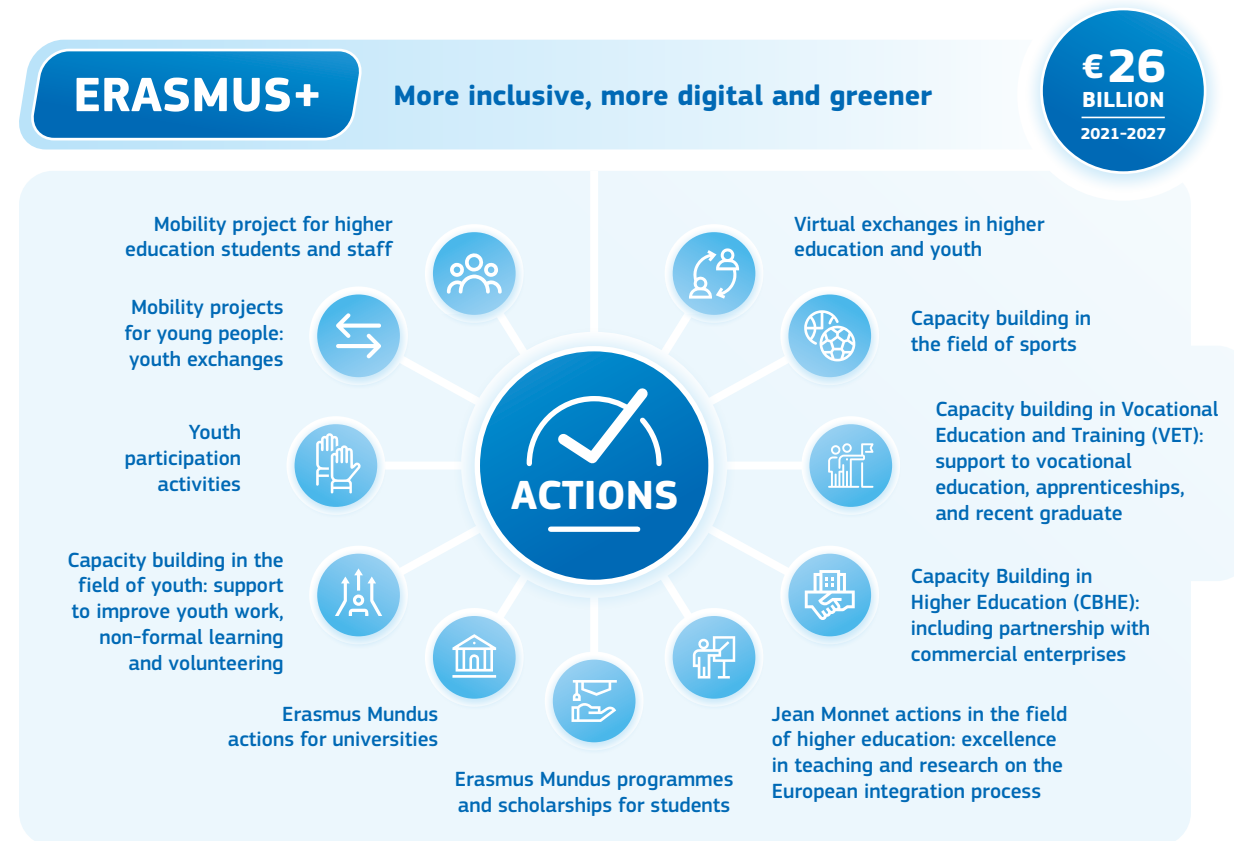 ERASMUS+
More inclusive, more digital and greener
€26
BILLION
2021-2027
Mobility project for higher
education students and staff
Mobility projects
for young people:
youth exchanges
Youth
participation
activities
Capacity building in the
field of youth: support
to improve youth work,
non-formal learning
and volunteering
Erasmus Mundus
actions for universities
Erasmus Mundus programmes
and scholarships for students
ACTIONS
Virtual exchanges in higher
education and youth
Capacity building in
the field of sports
Capacity building in Vocational
Education and Training (VET):
support to vocational
education, apprenticeships,
and recent graduate
Capacity Building in
Higher Education (CBHE):
including partnership with
commercial enterprises
Jean Monnet actions in the field
of higher education: excellence
in teaching and research on the
European integration process